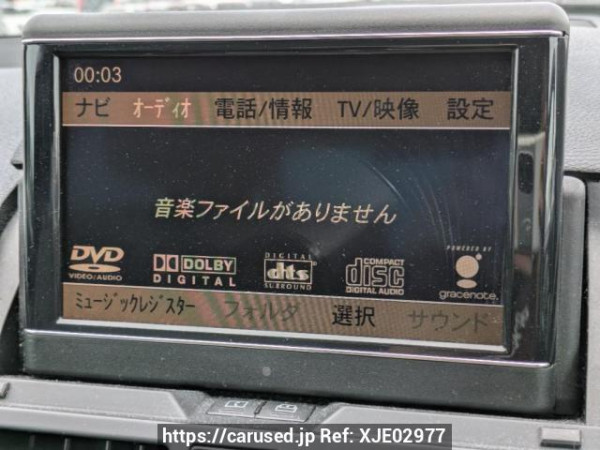 00:03
ナビ オーディオ 電話/情報 TV/映像 設定
音楽ファイルがありません
DVD VIDEO/AUDIO
DOLBY DIGITAL
DIGITAL dts SURROUND
COMPACT disc DIGITAL AUDIO
POWERED BY gracenote
ミュージックレジスター フォルダ 選択 サウンド
https://carused.jp Ref: XJE02977